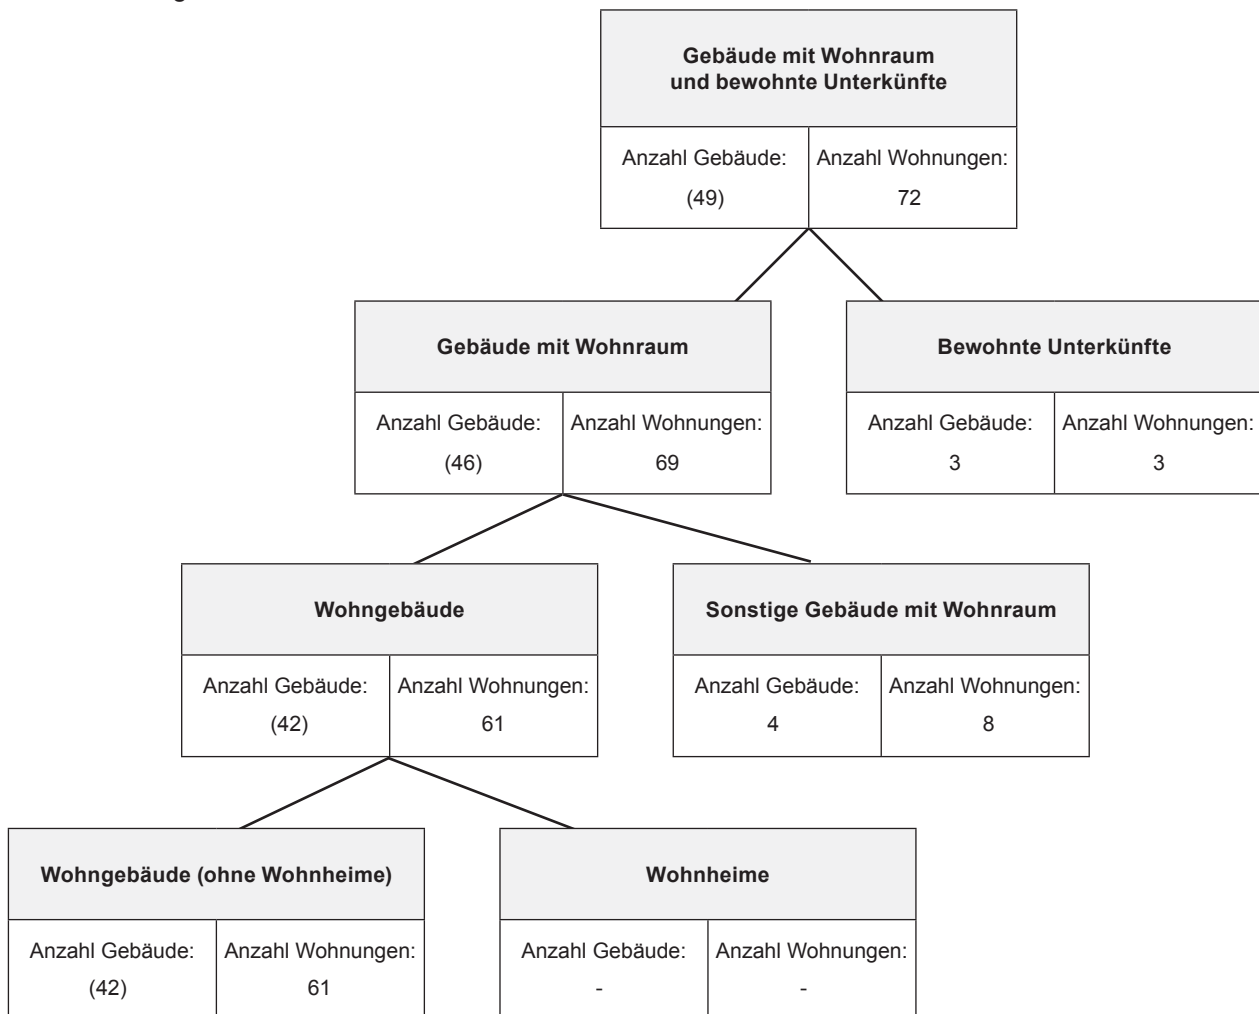 Gebäude mit Wohnraum
und bewohnte Unterkünfte
Anzahl Gebäude: Anzahl Wohnungen:
(49) 72
Gebäude mit Wohnraum Bewohnte Unterkünfte
Anzahl Gebäude: Anzahl Wohnungen: Anzahl Gebäude: Anzahl Wohnungen:
(46) 69 3 3
Wohngebäude Sonstige Gebäude mit Wohnraum
Anzahl Gebäude: Anzahl Wohnungen: Anzahl Gebäude: Anzahl Wohnungen:
(42) 61 4 8
Wohngebäude (ohne Wohnheime) Wohnheime
Anzahl Gebäude: Anzahl Wohnungen: Anzahl Gebäude: Anzahl Wohnungen:
(42) 61 - -